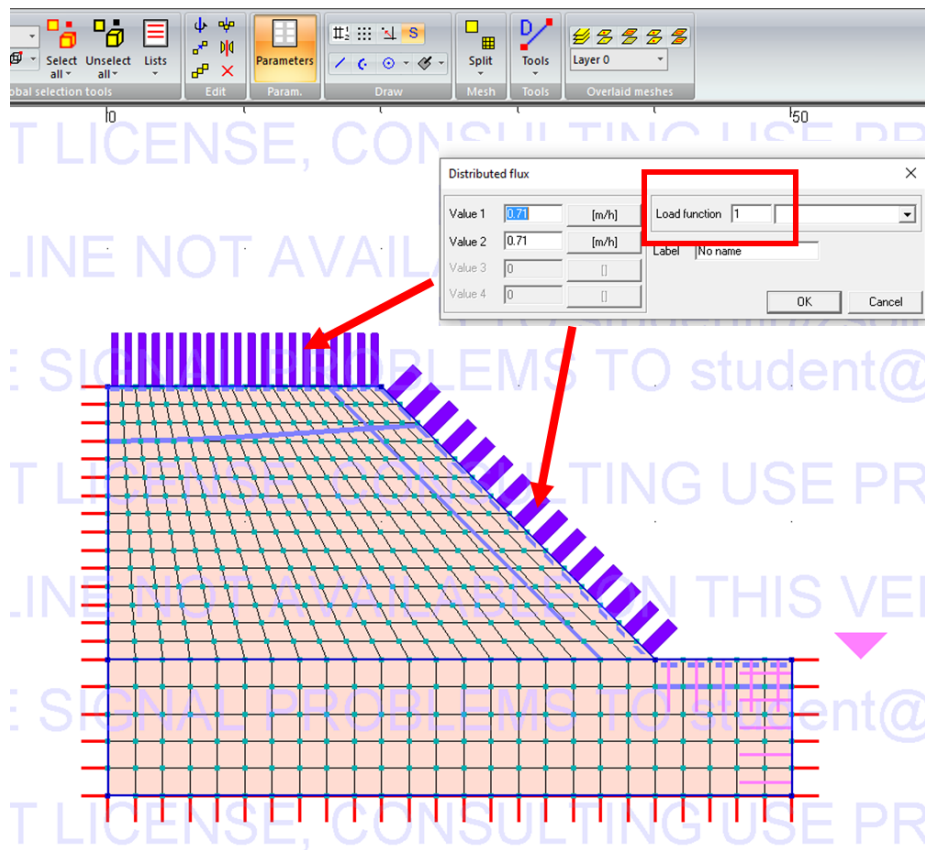 Select all
Unselect all
Lists
Parameters
S
Split
D
Tools
Layer 0
obal selection tools
Edit
Param.
Draw
Mesh
Tools
Overlaid meshes
10
50
T LICENSE, CONSULTING USE PR
Distributed flux
Value 1 0.71 [m/h] Load function 1
Value 2 0.71 [m/h] Label No name
Value 3 0 []
Value 4 0 []
OK Cancel
LINE NOT AVAIL
E SIGNAL PROBLEMS TO student@
T LICENSE, CONSULTING USE PR
LINE NOT AVAILABLE ON THIS VE
E SIGNAL PROBLEMS TO student@
T LICENSE, CONSULTING USE PR